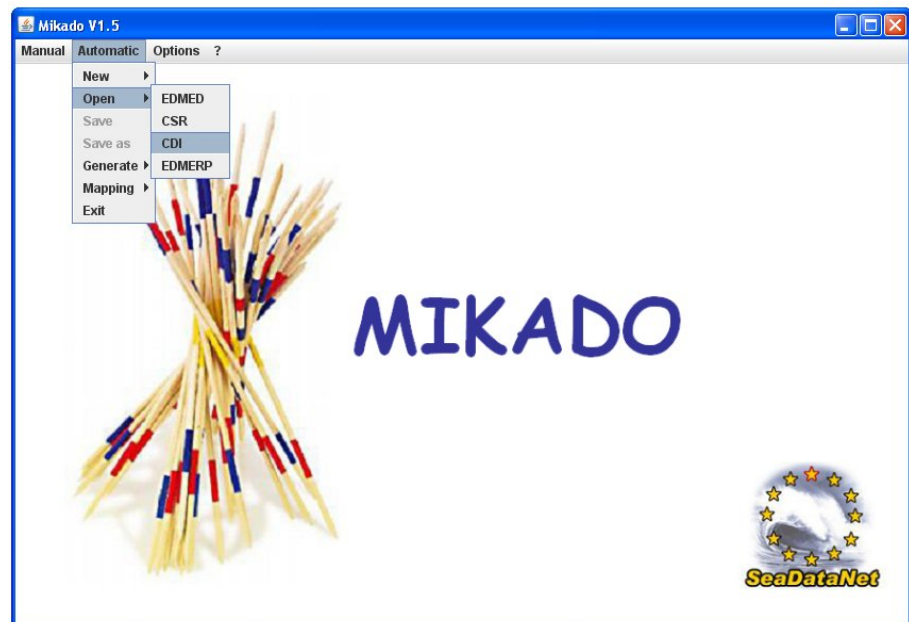 Mikado V1.5
Manual Automatic Options ?
New
Open
Save
Save as
Generate
Mapping
Exit
EDMED
CSR
CDI
EDMERP
MIKADO
SeaDataNet